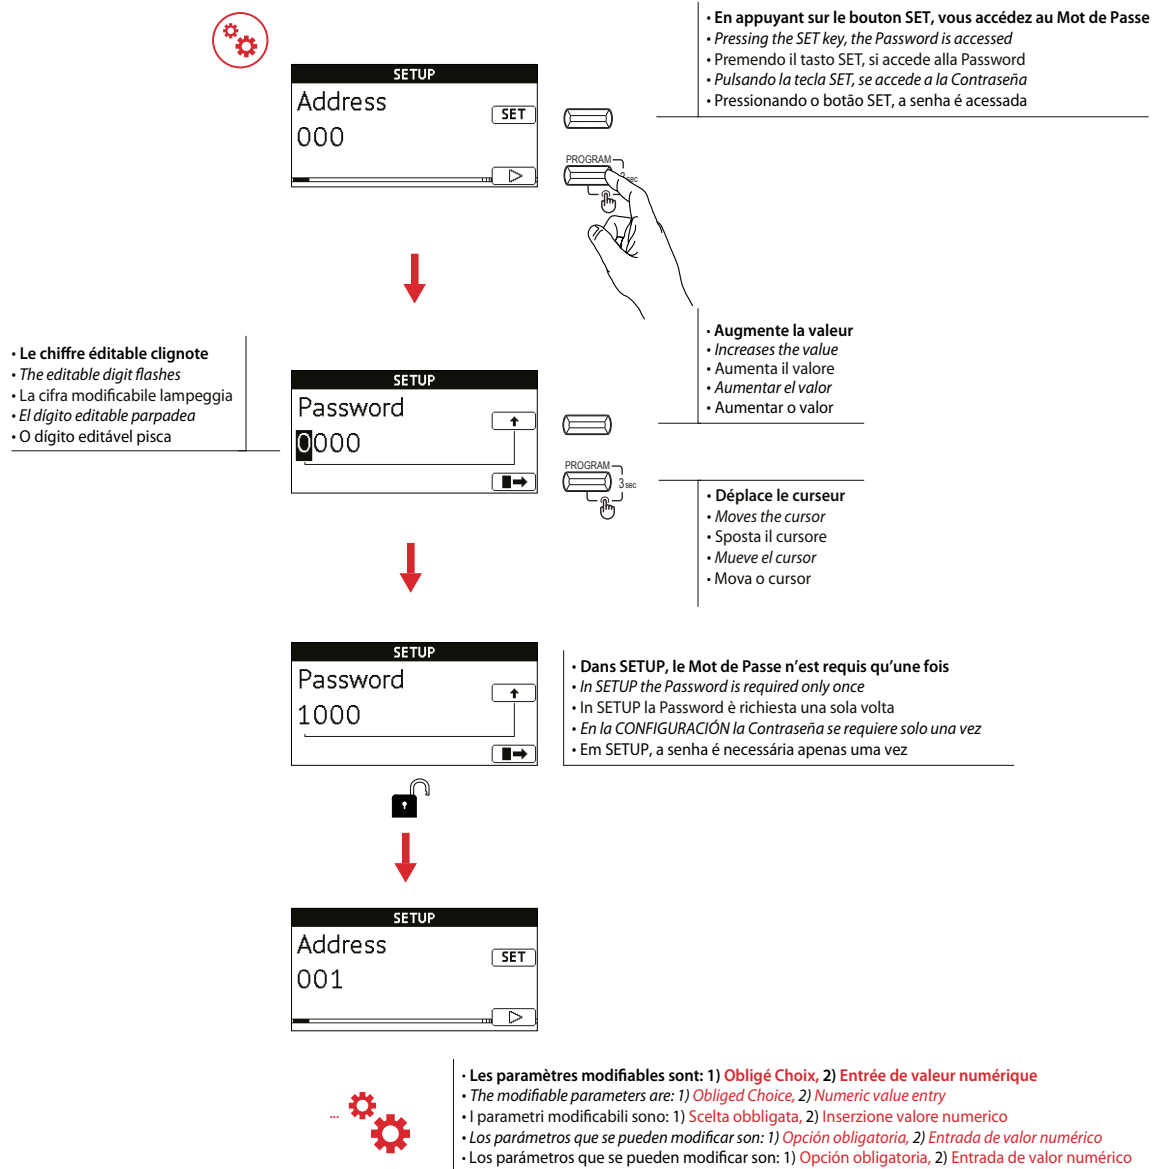 • En appuyant sur le bouton SET, vous accédez au Mot de Passe
• Pressing the SET key, the Password is accessed
• Premendo il tasto SET, si accede alla Password
• Pulsando la tecla SET, se accede a la Contraseña
• Pressionando o botão SET, a senha é acessada
SETUP
Address
SET
000
PROGRAM
3 sec
• Augmente la valeur
• Increases the value
• Aumenta il valore
• Aumentar el valor
• Aumentar o valor
• Le chiffre éditable clignote
• The editable digit flashes
• La cifra modificabile lampeggia
• El dígito editable parpadea
• O dígito editável pisca
SETUP
Password
0000
PROGRAM
3 sec
• Déplace le curseur
• Moves the cursor
• Sposta il cursore
• Mueve el cursor
• Mova o cursor
SETUP
Password
1000
• Dans SETUP, le Mot de Passe n’est requis qu’une fois
• In SETUP the Password is required only once
• In SETUP la Password è richiesta una sola volta
• En la CONFIGURACIÓN la Contraseña se requiere solo una vez
• Em SETUP, a senha é necessária apenas uma vez
SETUP
Address
SET
001
...
• Les paramètres modifiables sont: 1) Obligé Choix, 2) Entrée de valeur numérique
• The modifiable parameters are: 1) Obliged Choice, 2) Numeric value entry
• I parametri modificabili sono: 1) Scelta obbligata, 2) Inserzione valore numerico
• Los parámetros que se pueden modificar son: 1) Opción obligatoria, 2) Entrada de valor numérico
• Los parámetros que se pueden modificar son: 1) Opción obligatoria, 2) Entrada de valor numérico